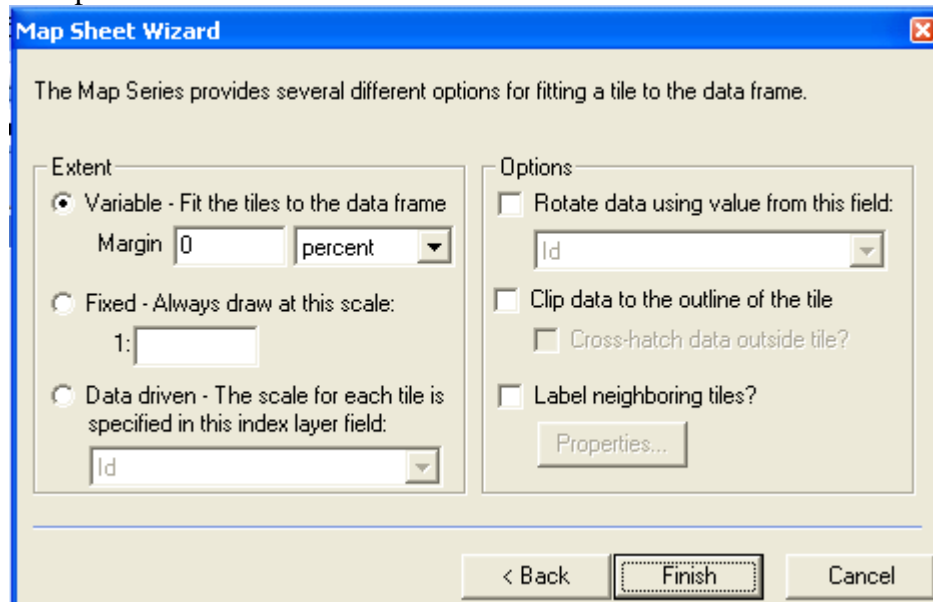 Map Sheet Wizard
The Map Series provides several different options for fitting a tile to the data frame.
Extent
Variable - Fit the tiles to the data frame
Margin 0 percent
Fixed - Always draw at this scale:
1:
Data driven - The scale for each tile is
specified in this index layer field:
Id
Options
Rotate data using value from this field:
Id
Clip data to the outline of the tile
Cross-hatch data outside tile?
Label neighboring tiles?
Properties...
< Back Finish Cancel